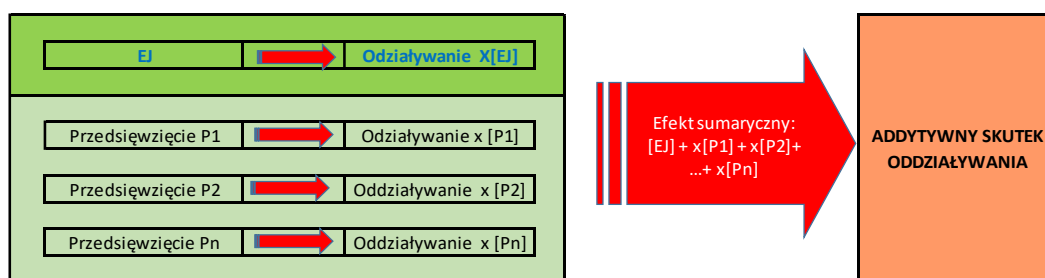 EJ
Odziaływanie X[EJ]
Przedsięwzięcie P1
Odziaływanie x [P1]
Przedsięwzięcie P2
Oddziaływanie x [P2]
Przedsięwzięcie Pn
Oddziaływanie x [Pn]
Efekt sumaryczny:
[EJ] + x[P1] + x[P2]+
...+ x[Pn]
ADDYTYWNY SKUTEK
ODDZIAŁYWANIA